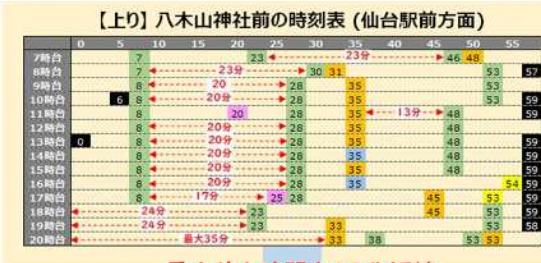 【上り】八木山神社前の時刻表 (仙台駅前方面)
0 5 10 15 20 25 30 35 40 45 50 55
7時台 7 23 23分 46 48
8時台 7 23分 30 31 53 57
9時台 8 20 28 35 53
10時台 6 8 20分 28 35 53 59
11時台 8 20 28 35 13分 48 59
12時台 8 20分 28 35 48
13時台 0 8 20分 28 35 48 59
14時台 8 20分 28 35 48 59
15時台 8 20分 28 35 48 59
16時台 8 20分 28 35 54 59
17時台 8 17分 25 28 45 53 59
18時台 24分 23 45 53 59
19時台 24分 23 33 53 58
20時台 最大35分 33 38 53 53